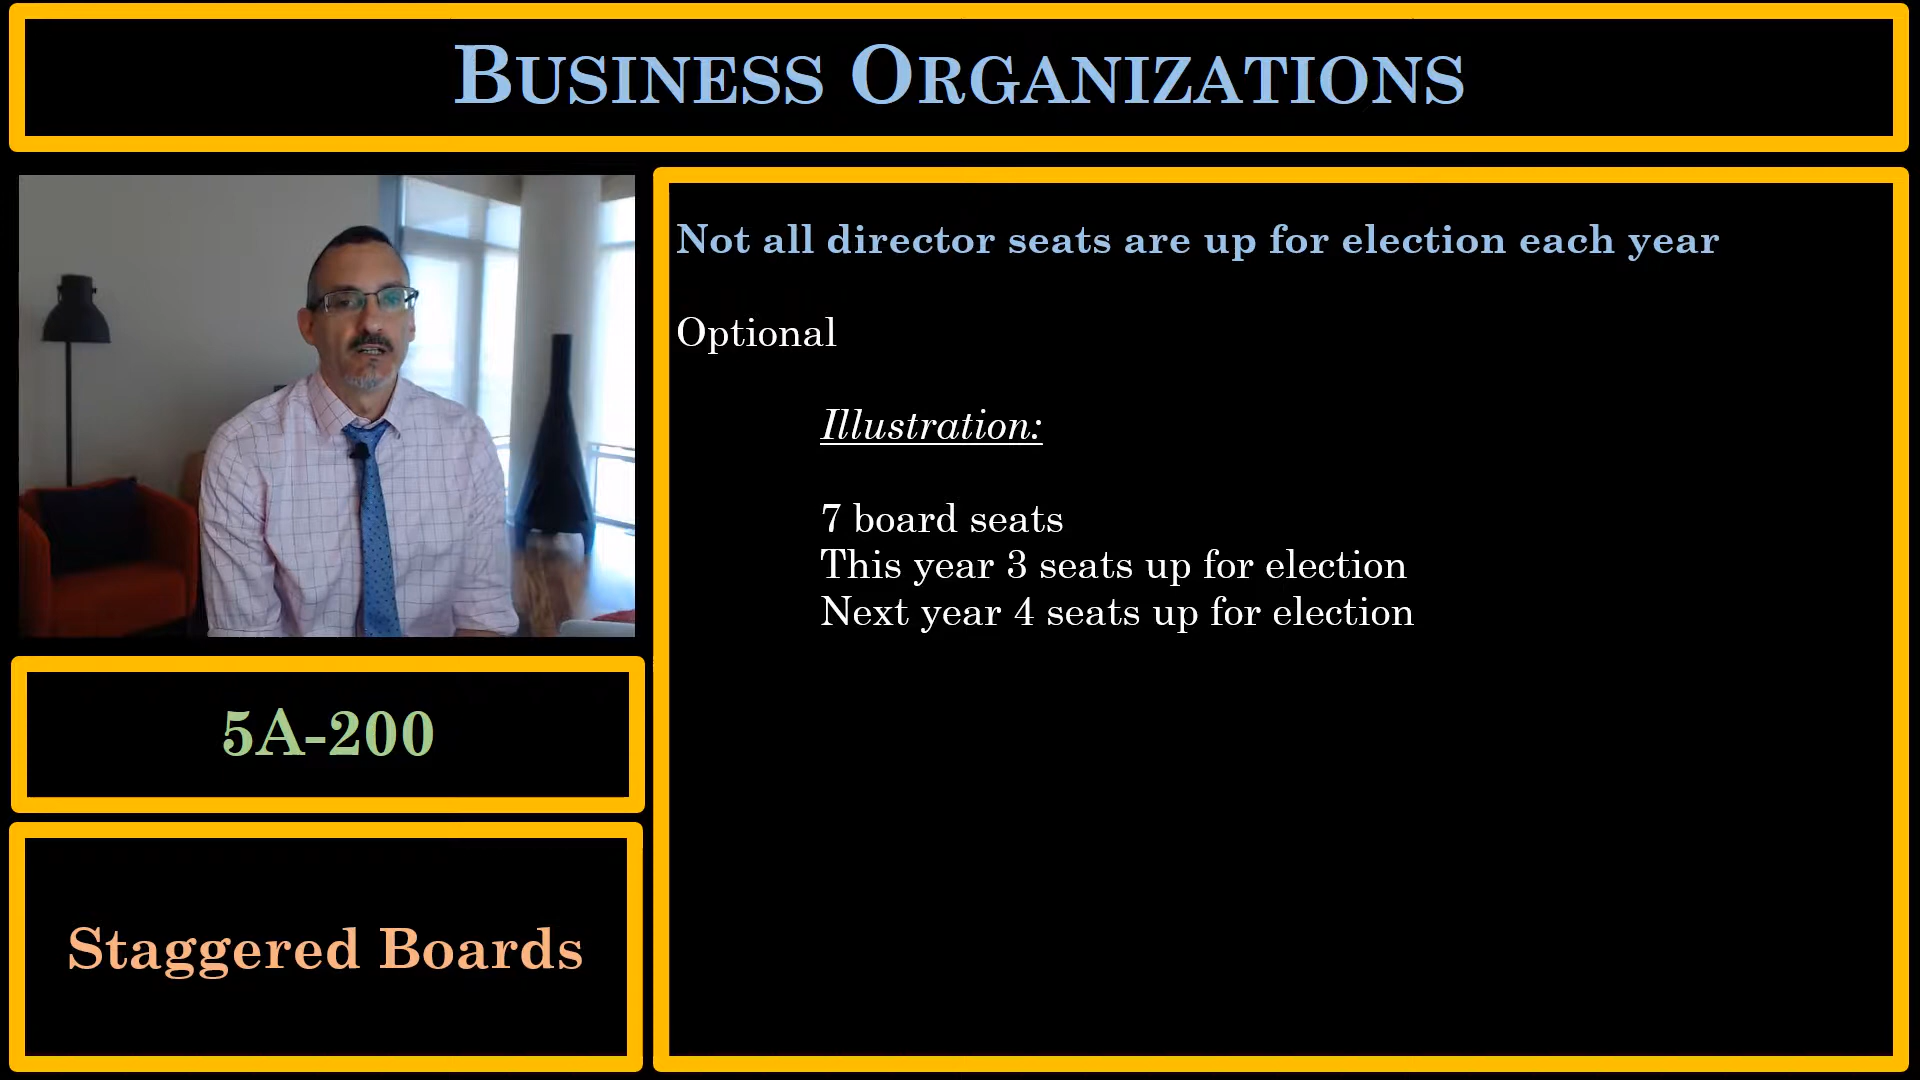 BUSINESS ORGANIZATIONS
Not all director seats are up for election each year
Optional
Illustration:
7 board seats
This year 3 seats up for election
Next year 4 seats up for election
5A-200
Staggered Boards